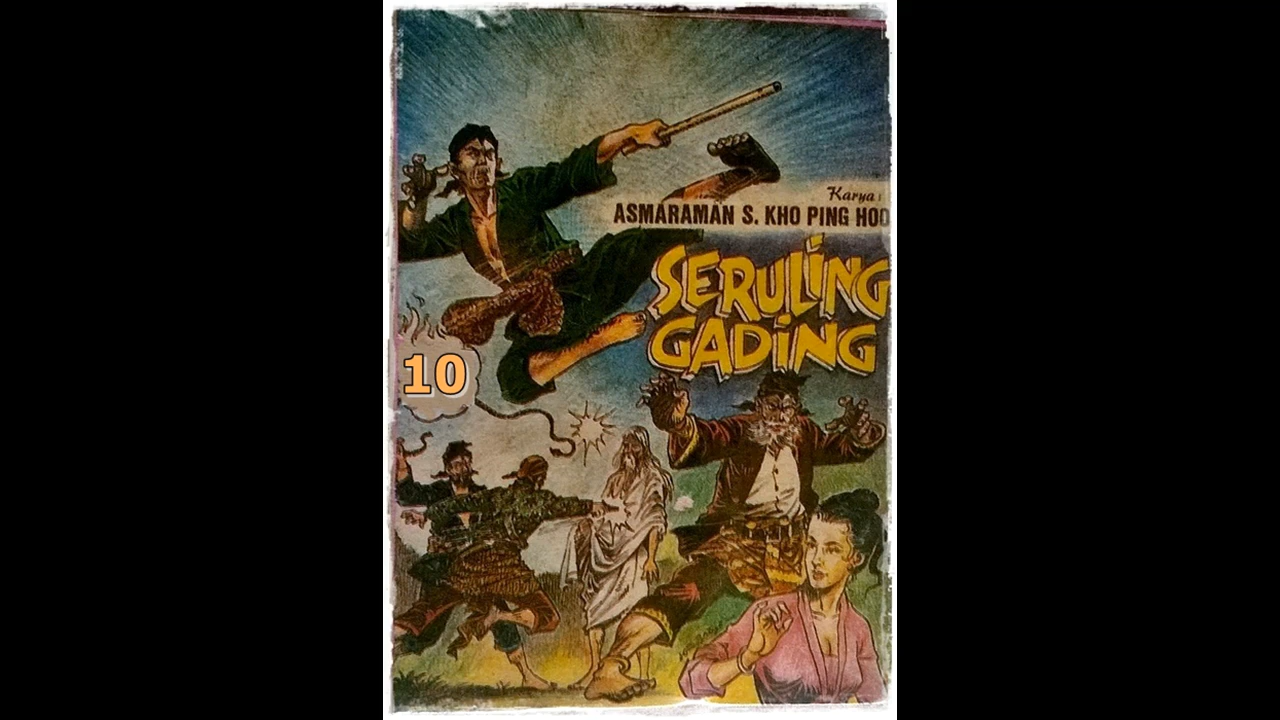 Karya
ASMARAMAN S. KHO PING HOO
SERULING
GADING
10